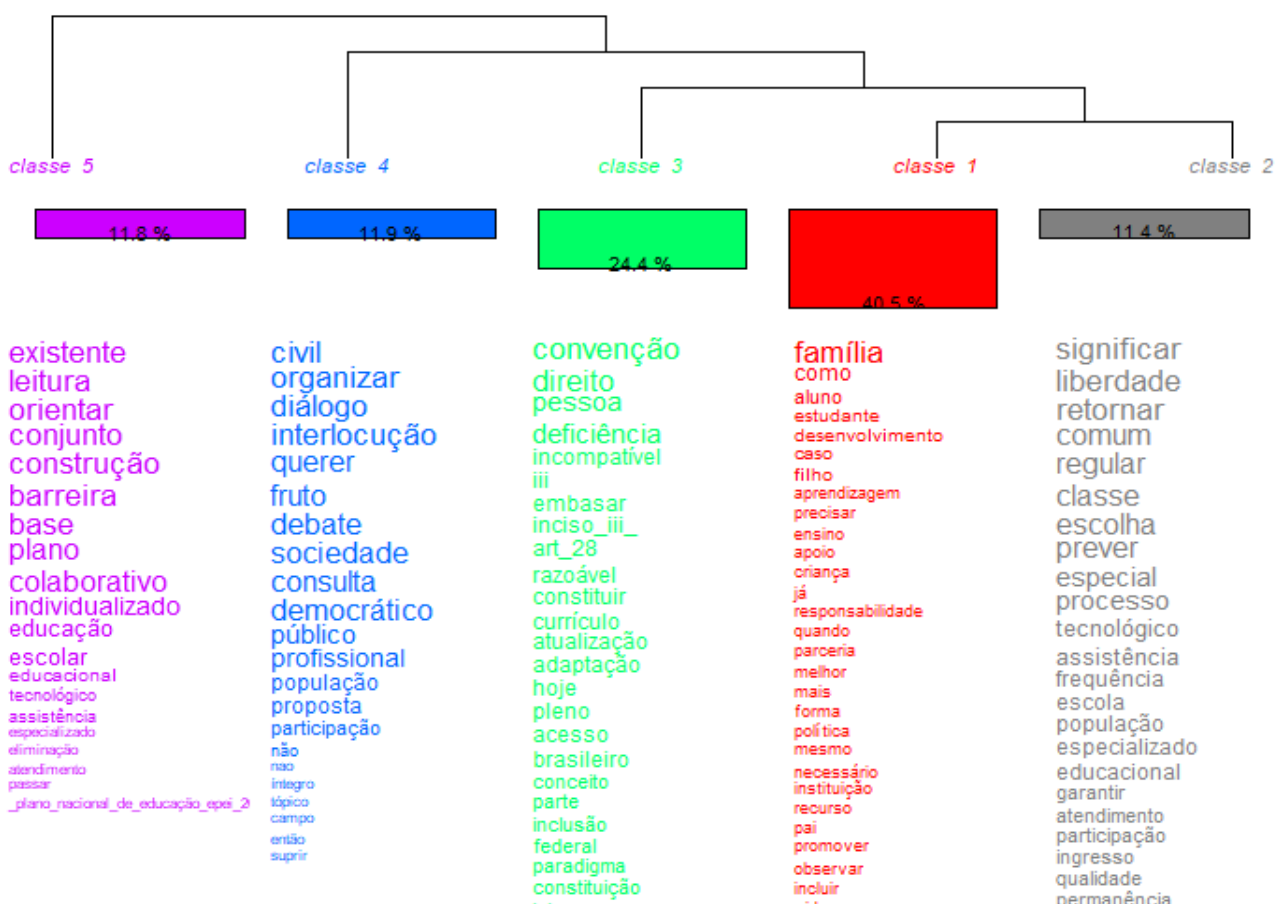 classe 5
classe 4
classe 3
classe 1
classe 2
11.8 %
11.9 %
24.4 %
40.5 %
11.4 %
existente
leitura
orientar
conjunto
construção
barreira
base
plano
colaborativo
individualizado
educação
escolar
educacional
tecnológico
assistência
especializado
eliminação
atendimento
passar
_plano_nacional_de_educação_epei_2
civil
organizar
diálogo
interlocução
querer
fruto
debate
sociedade
consulta
democrático
público
profissional
população
proposta
participação
não
nao
íntegro
tópico
campo
então
suprir
convenção
direito
pessoa
deficiência
incompatível
iii
embasar
inciso_iii_
art_28
razoável
constituir
currículo
atualização
adaptação
hoje
pleno
acesso
brasileiro
conceito
parte
inclusão
federal
paradigma
constituição
família
como
aluno
estudante
desenvolvimento
caso
filho
aprendizagem
precisar
ensino
apoio
criança
já
responsabilidade
quando
parceria
melhor
mais
forma
política
mesmo
necessário
instituição
recurso
pai
promover
observar
incluir
significar
liberdade
retornar
comum
regular
classe
escolha
prever
especial
processo
tecnológico
assistência
frequência
escola
população
especializado
educacional
garantir
atendimento
participação
ingresso
qualidade
permanência